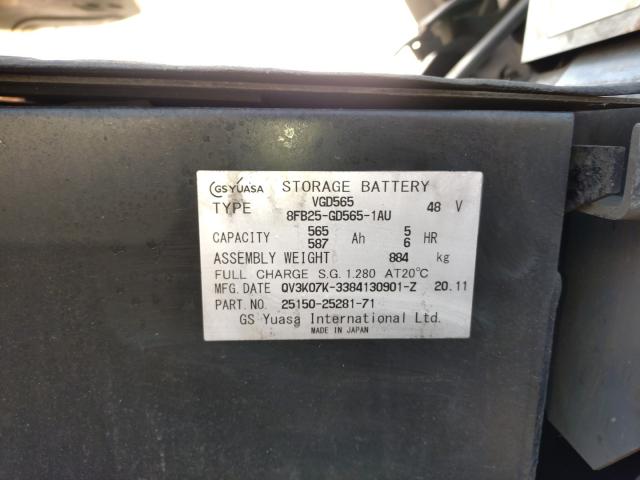 GS YUASA STORAGE BATTERY
TYPE VGD565 48 V
8FB25-GD565-1AU
CAPACITY 565 Ah 5 HR
587 6
ASSEMBLY WEIGHT 884 kg
FULL CHARGE S.G. 1.280 AT20℃
MFG.DATE QV3K07K-3384130901-Z 20.11
PART.NO. 25150-25281-71
GS Yuasa International Ltd.
MADE IN JAPAN